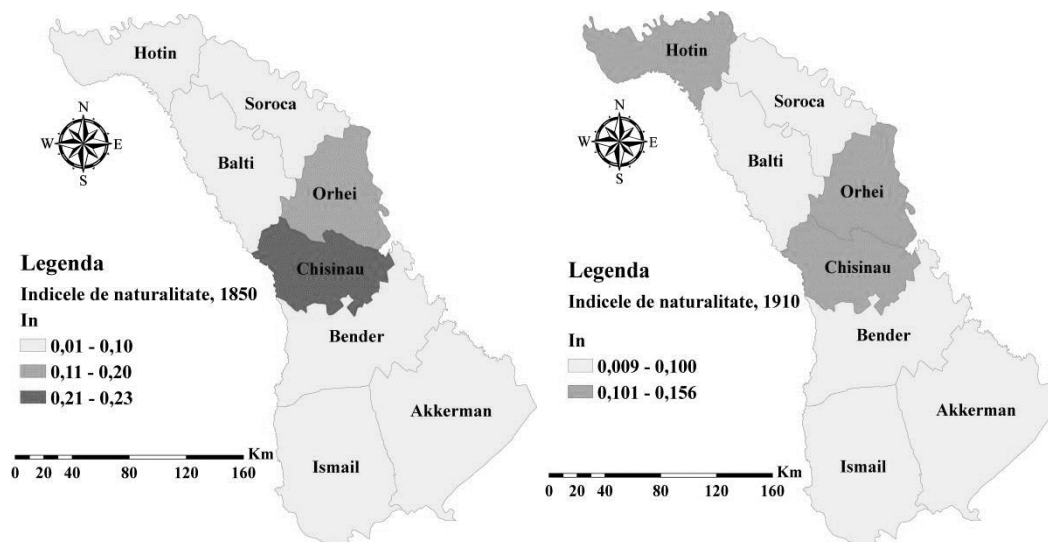 Hotin
Soroca
Balti
Orhei
Chisinau
Bender
Akkerman
Ismail
N
W E
S
Legenda
Indicele de naturalitate, 1850
In
0,01 - 0,10
0,11 - 0,20
0,21 - 0,23
Km
0 10 20 40 80 120 160
Hotin
Soroca
Balti
Orhei
Chisinau
Bender
Akkerman
Ismail
N
W E
S
Legenda
Indicele de naturalitate, 1910
In
0,009 - 0,100
0,101 - 0,156
Km
0 20 40 80 120 160